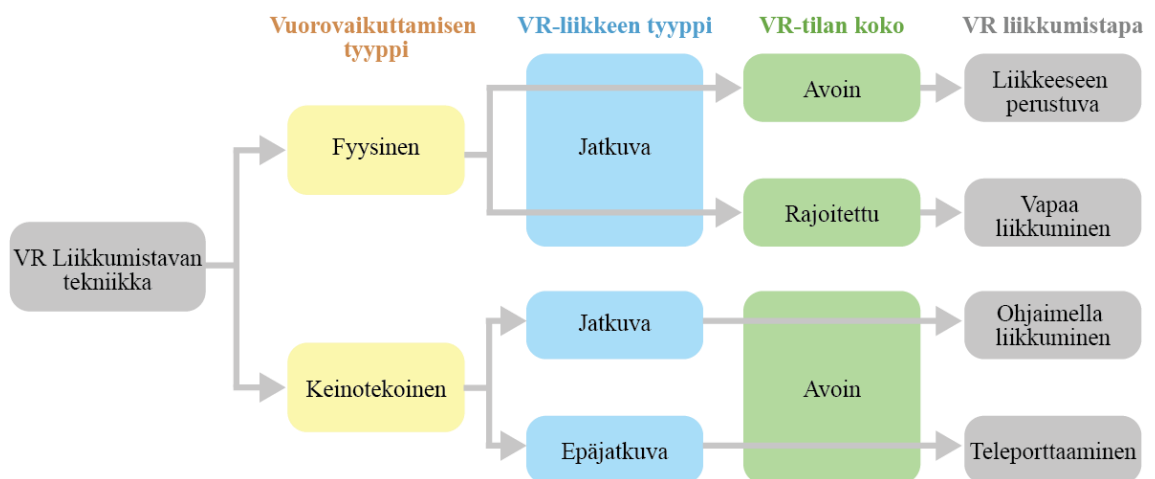 Vuorovaikuttamisen
tyyppi
VR-liikkeen tyyppi
VR-tilan koko
VR liikkumistapa
Fyysinen
Jatkuva
Avoin
Liikkeeseen
perustuva
Rajoitettu
Vapaa
liikkuminen
VR Liikkumistavan
tekniikka
Keinotekoinen
Jatkuva
Avoin
Ohjaimella
liikkuminen
Epäjatkuva
Teleporttaaminen